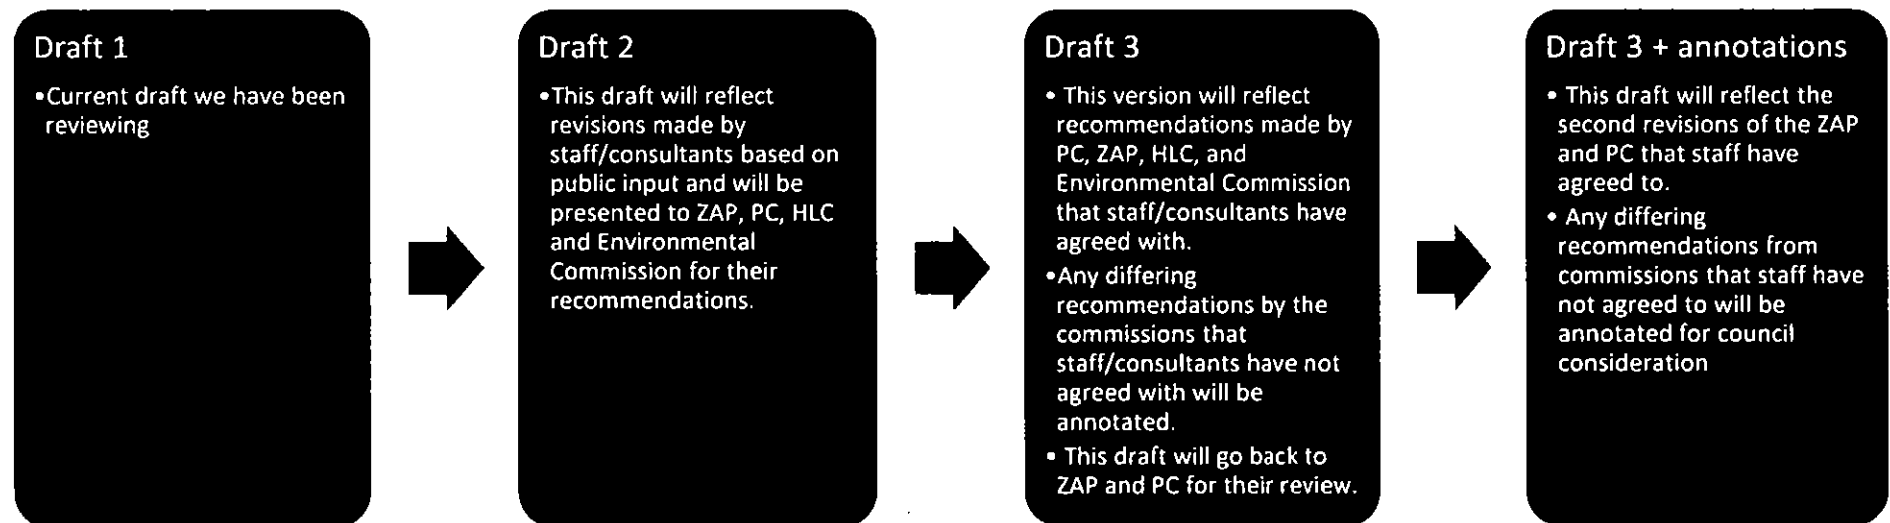 Draft 1
•Current draft we have been
reviewing
Draft 2
•This draft will reflect
revisions made by
staff/consultants based on
public input and will be
presented to ZAP, PC, HLC
and Environmental
Commission for their
recommendations.
Draft 3
• This version will reflect
recommendations made by
PC, ZAP, HLC, and
Environmental Commission
that staff/consultants have
agreed with.
•Any differing
recommendations by the
commissions that
staff/consultants have not
agreed with will be
annotated.
• This draft will go back to
ZAP and PC for their review.
Draft 3 + annotations
• This draft will reflect the
second revisions of the ZAP
and PC that staff have
agreed to.
• Any differing
recommendations from
commissions that staff have
not agreed to will be
annotated for council
consideration